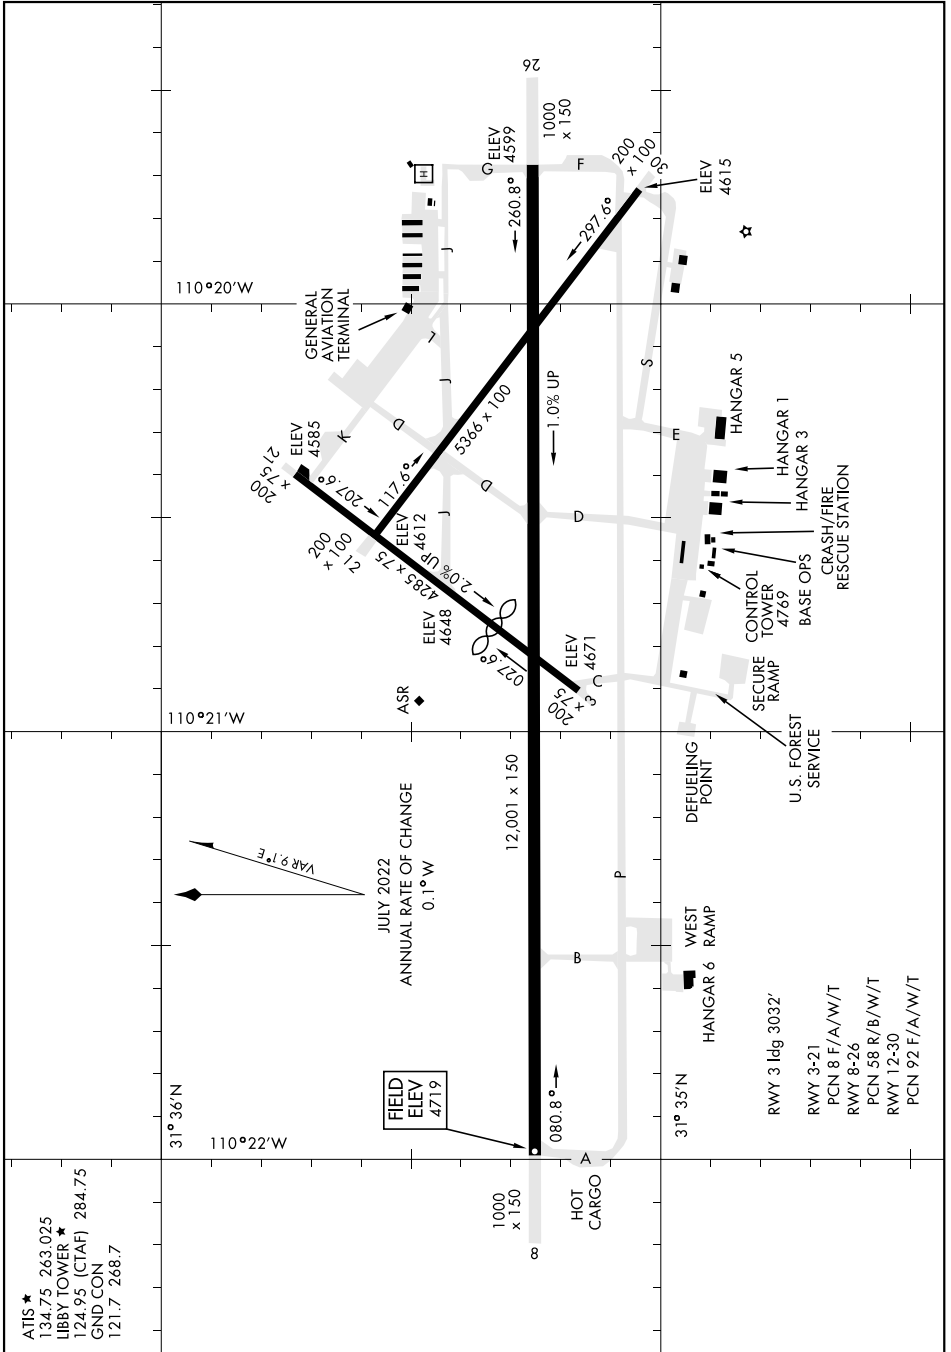 ATIS ★
134.75 263.025
LIBBY TOWER ★
124.95 (CTAF) 284.75
GND CON
121.7 268.7
31° 36'N
110° 22'W
110° 21'W
110° 20'W
31° 35'N
FIELD
ELEV
4719
JULY 2022
ANNUAL RATE OF CHANGE
0.1° W
VAR 9.1° E
ASR
GENERAL
AVIATION
TERMINAL
H
8
1000
x 150
080.8°
12,001 x 150
1.0% UP
260.8°
ELEV
4599
1000
x 150
26
3
200
x 75
ELEV
4671
027.6°
ELEV
4648
2.0% UP
4285 x 75
207.6°
ELEV
4585
200
x 75
21
12
200
x 100
ELEV
4612
117.6°
5366 x 100
297.6°
ELEV
4615
200
x 100
30
A
B
C
D
D
D
E
F
G
J
J
J
K
L
P
S
HOT
CARGO
HANGAR 6
WEST
RAMP
DEFUELING
POINT
U.S. FOREST
SERVICE
SECURE
RAMP
CONTROL
TOWER
4769
BASE OPS
CRASH/FIRE
RESCUE STATION
HANGAR 3
HANGAR 1
HANGAR 5
RWY 3 ldg 3032'
RWY 3-21
PCN 8 F/A/W/T
RWY 8-26
PCN 58 R/B/W/T
RWY 12-30
PCN 92 F/A/W/T